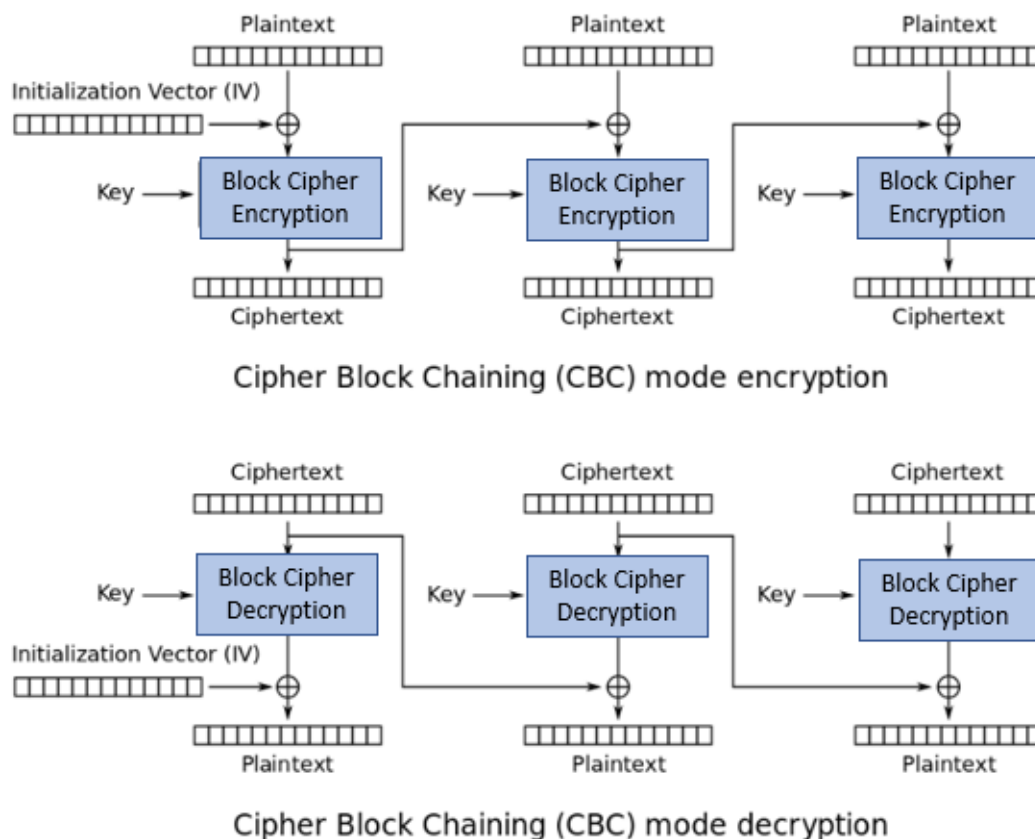 Plaintext Plaintext Plaintext
Initialization Vector (IV)
Key Block Cipher Encryption Key Block Cipher Encryption Key Block Cipher Encryption
Ciphertext Ciphertext Ciphertext
Cipher Block Chaining (CBC) mode encryption
Ciphertext Ciphertext Ciphertext
Key Block Cipher Decryption Key Block Cipher Decryption Key Block Cipher Decryption
Initialization Vector (IV)
Plaintext Plaintext Plaintext
Cipher Block Chaining (CBC) mode decryption